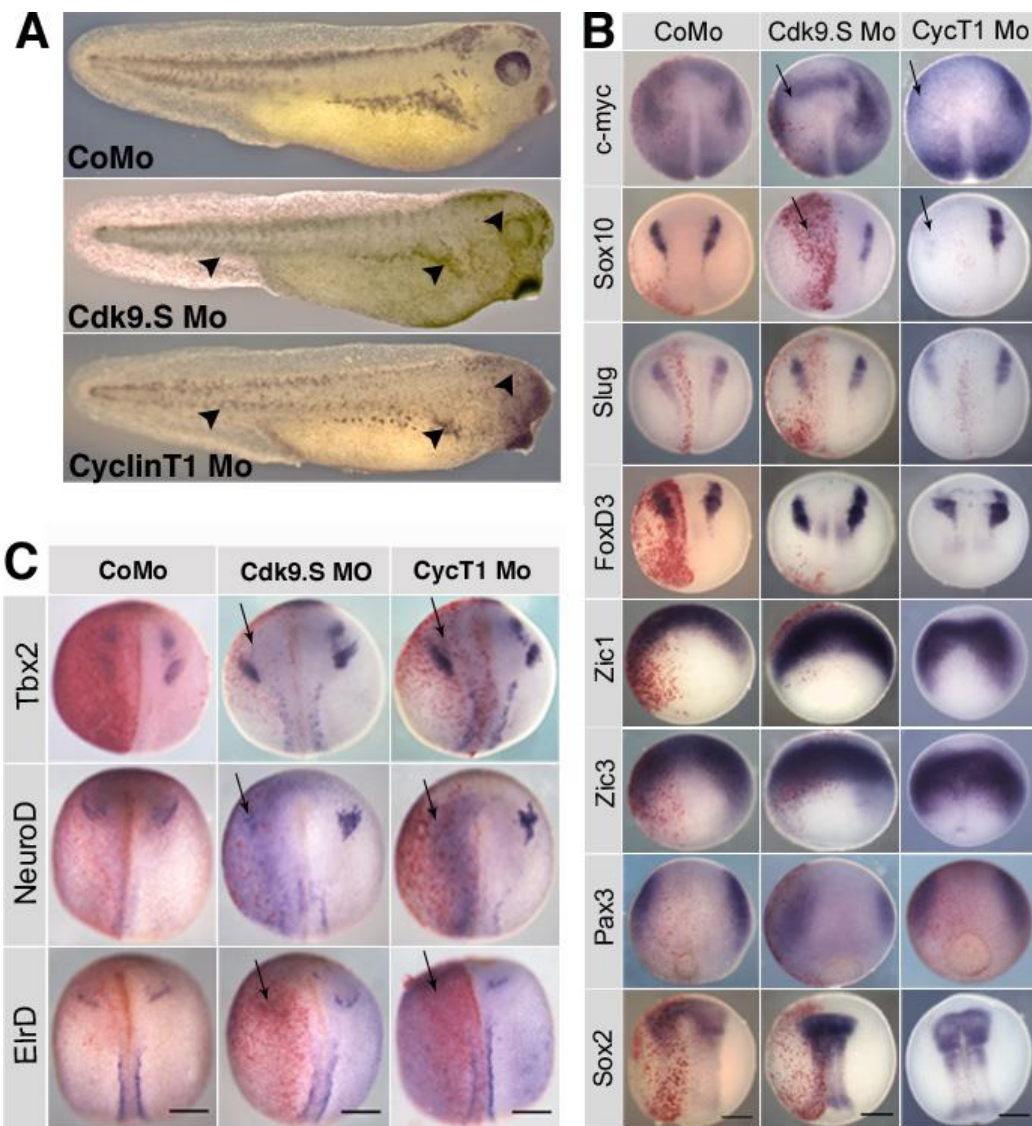 A
CoMo
Cdk9.S Mo
CyclinT1 Mo
B
CoMo Cdk9.S Mo CycT1 Mo
c-myc
Sox10
Slug
FoxD3
Zic1
Zic3
Pax3
Sox2
C
CoMo Cdk9.S MO CycT1 Mo
Tbx2
NeuroD
ElrD